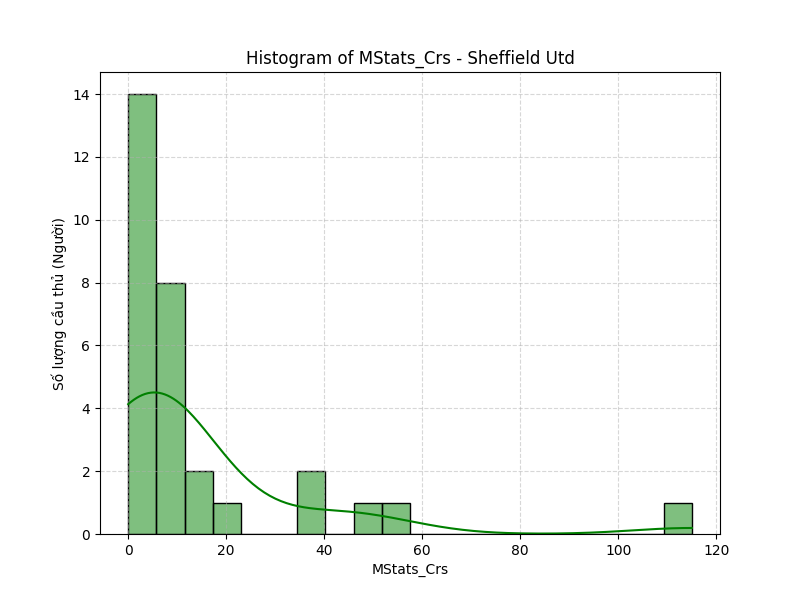 Histogram of MStats_Crs - Sheffield Utd
Số lượng cầu thủ (Người)
14
12
10
8
6
4
2
0
0 20 40 60 80 100 120
MStats_Crs